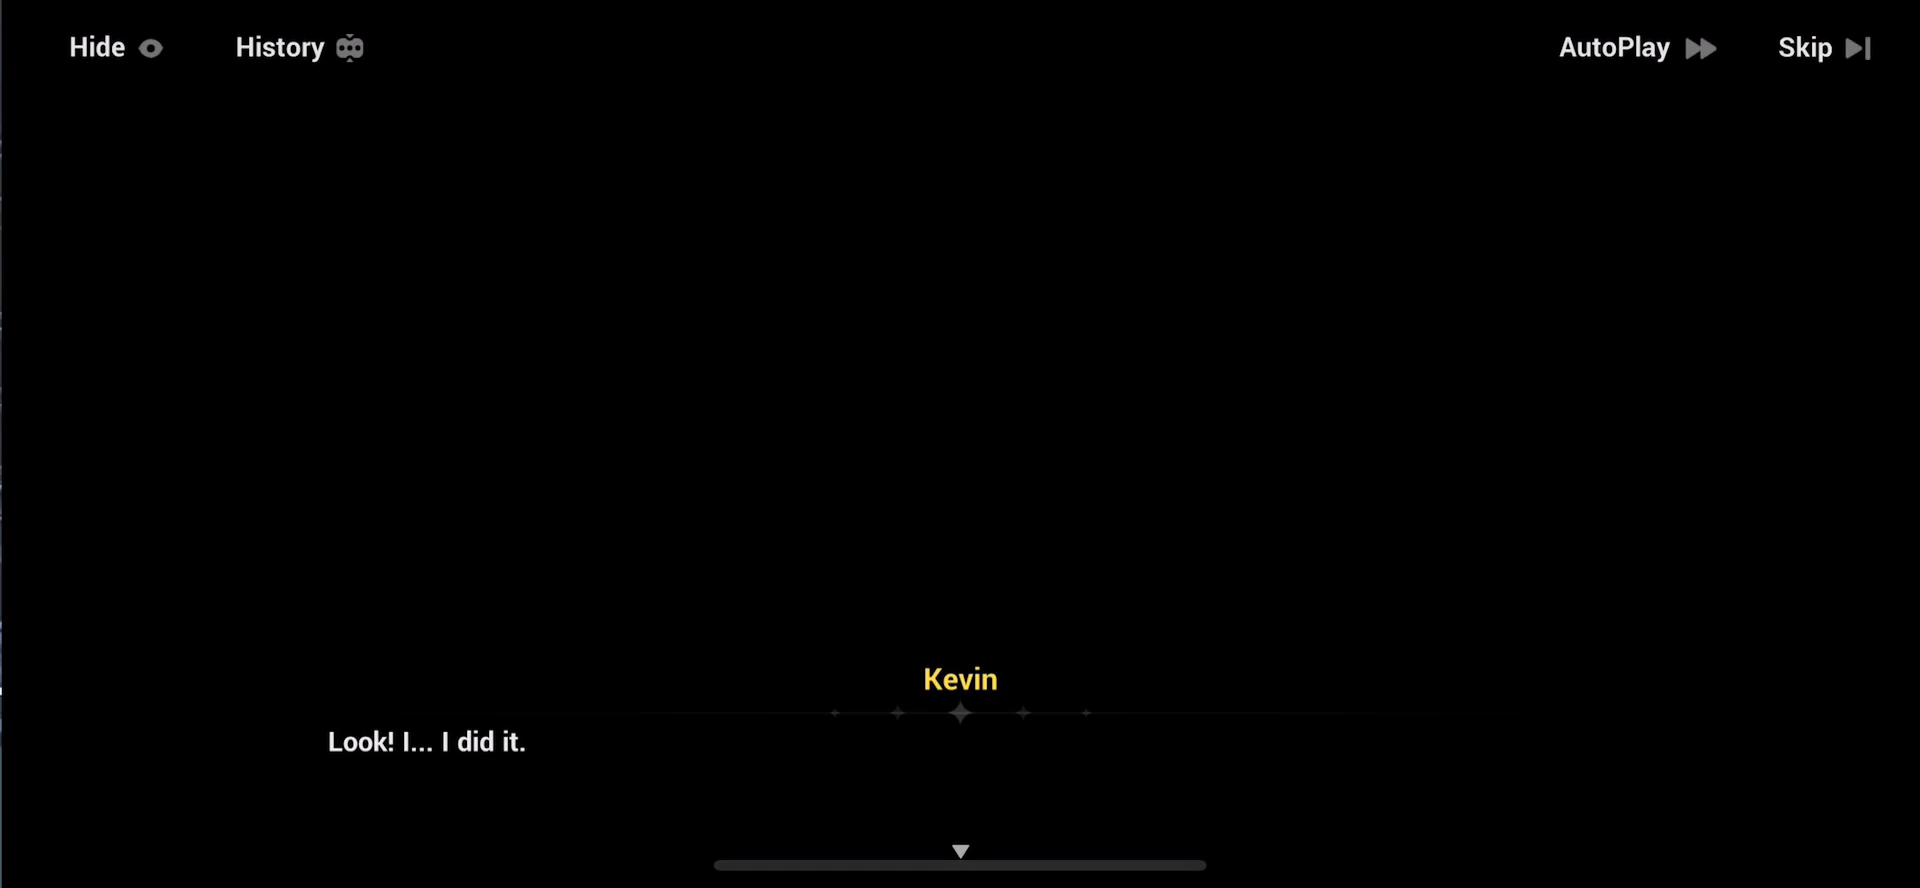 Hide
History
AutoPlay
Skip
Kevin
Look! I... I did it.